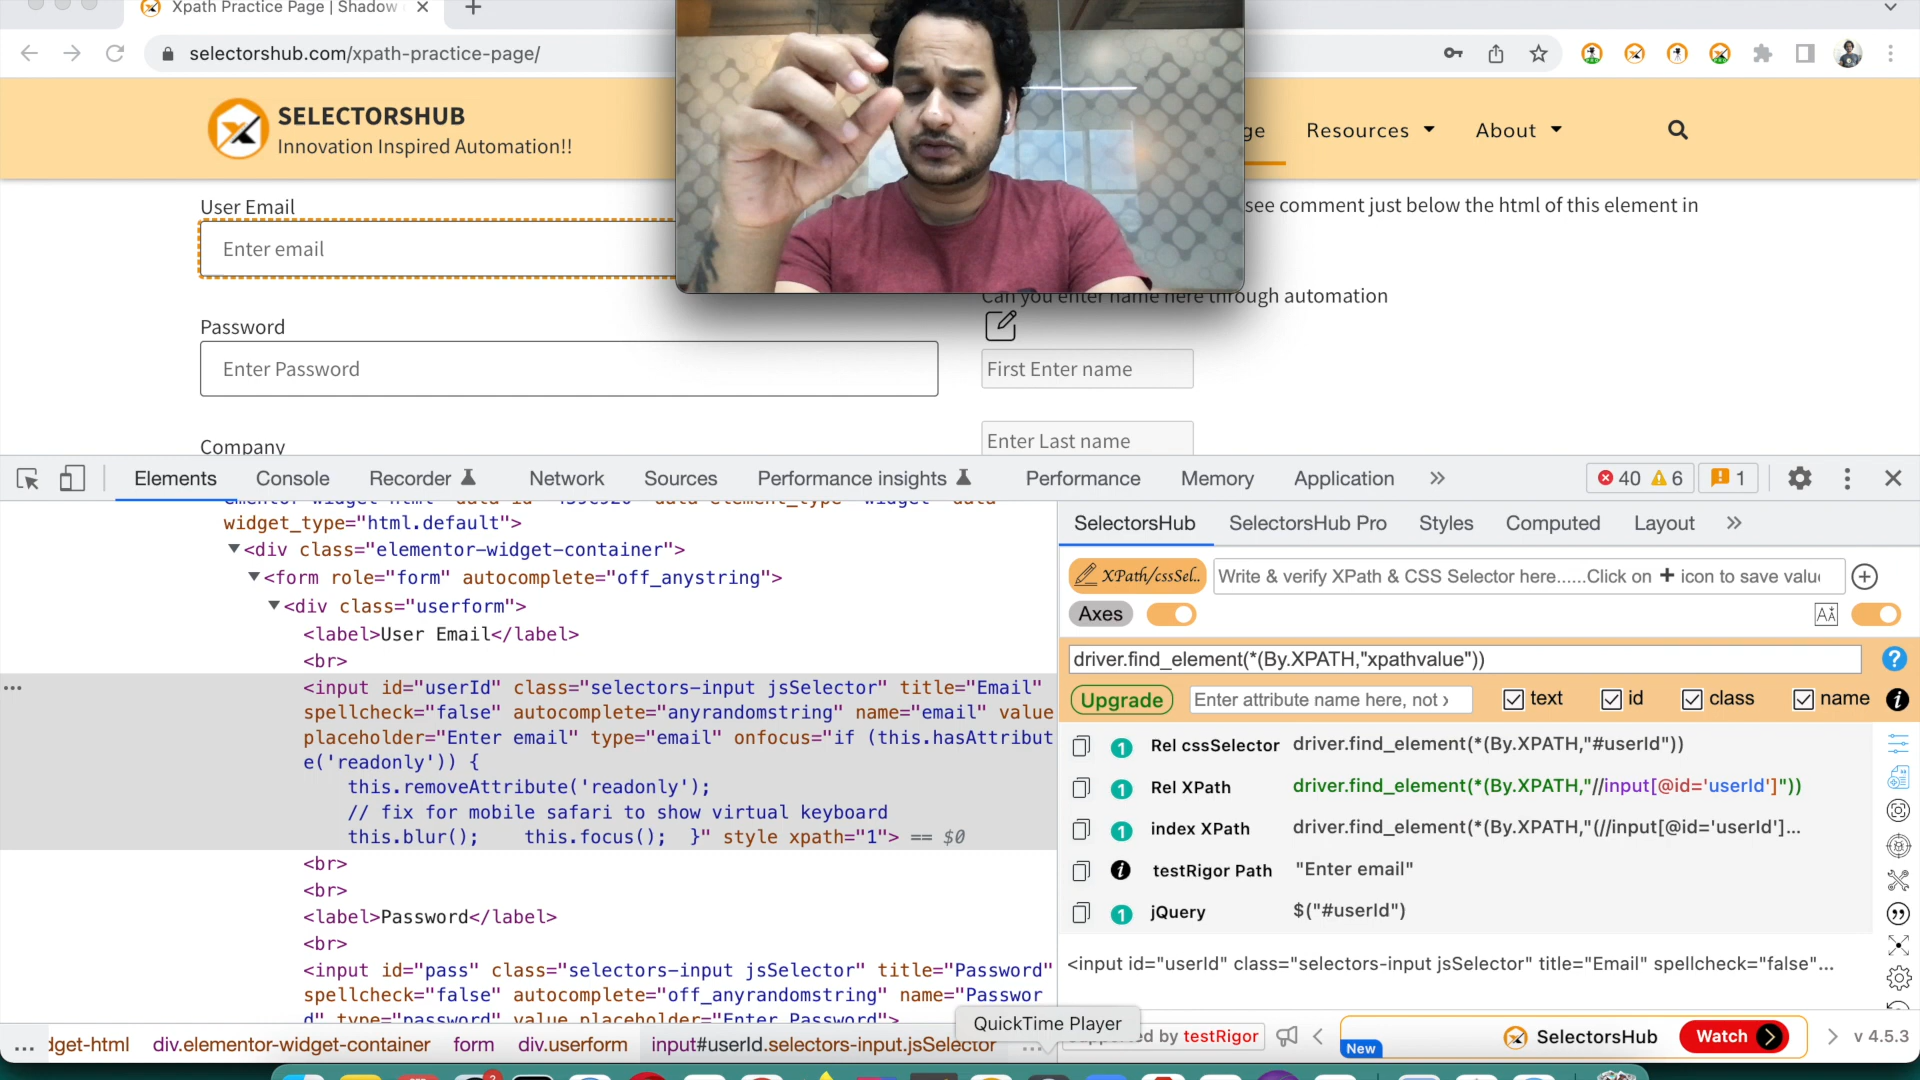 Xpath Practice Page | Shadow
selectorshub.com/xpath-practice-page/
SELECTORSHUB
Innovation Inspired Automation!!
ge
Resources
About
User Email
Enter email
see comment just below the html of this element in
Can you enter name here through automation
Password
Enter Password
First Enter name
Company
Enter Last name
Elements
Console
Recorder
Network
Sources
Performance insights
Performance
Memory
Application
40
6
1
widget_type="html.default">
<div class="elementor-widget-container">
<form role="form" autocomplete="off_anystring">
<div class="userform">
<label>User Email</label>
<br>
<input id="userId" class="selectors-input jsSelector" title="Email"
spellcheck="false" autocomplete="anyrandomstring" name="email" value
placeholder="Enter email" type="email" onfocus="if (this.hasAttribut
e('readonly')) {
this.removeAttribute('readonly');
// fix for mobile safari to show virtual keyboard
this.blur();    this.focus();  }" style xpath="1"> == $0
<br>
<br>
<label>Password</label>
<br>
<input id="pass" class="selectors-input jsSelector" title="Password"
spellcheck="false" autocomplete="off_anyrandomstring" name="Passwor
d" type="password" value placeholder="Enter Password">
... dget-html div.elementor-widget-container form div.userform input#userId.selectors-input.jsSelector ...
SelectorsHub
SelectorsHub Pro
Styles
Computed
Layout
XPath/cssSel..
Write & verify XPath & CSS Selector here......Click on + icon to save valu
Axes
driver.find_element(*(By.XPATH,"xpathvalue"))
?
Upgrade
Enter attribute name here, not
text
id
class
name
1 Rel cssSelector driver.find_element(*(By.XPATH,"#userId"))
1 Rel XPath driver.find_element(*(By.XPATH,"//input[@id='userId']"))
1 index XPath driver.find_element(*(By.XPATH,"(//input[@id='userId']...
i testRigor Path "Enter email"
1 jQuery $("#userId")
<input id="userId" class="selectors-input jsSelector" title="Email" spellcheck="false"...
QuickTime Player
by testRigor
New
SelectorsHub
Watch
v 4.5.3